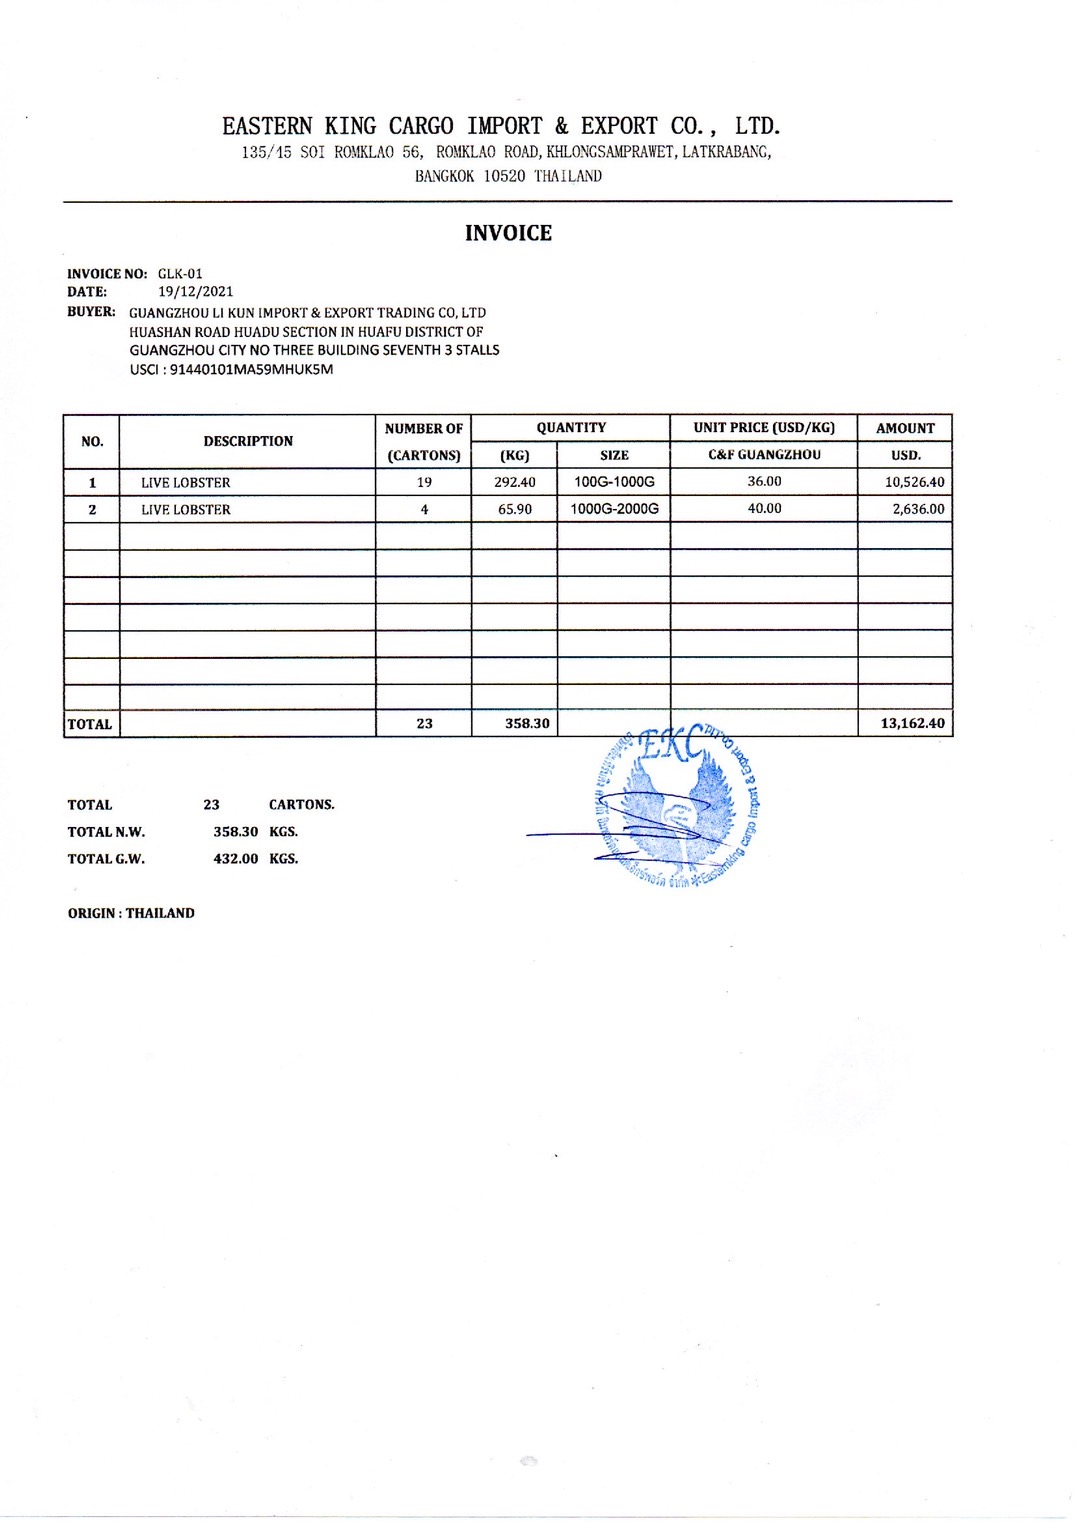 EASTERN KING CARGO IMPORT & EXPORT CO., LTD.
135/15 SOI ROMKLAO 56, ROMKLAO ROAD, KHLONGSAMPRAWET, LATKRABANG,
BANGKOK 10520 THAILAND
INVOICE
INVOICE NO: GLK-01
DATE: 19/12/2021
BUYER: GUANGZHOU LI KUN IMPORT & EXPORT TRADING CO, LTD
HUASHAN ROAD HUADU SECTION IN HUAFU DISTRICT OF
GUANGZHOU CITY NO THREE BUILDING SEVENTH 3 STALLS
USCI : 91440101MA59MHUK5M
NO. DESCRIPTION NUMBER OF (CARTONS) QUANTITY UNIT PRICE (USD/KG) AMOUNT
(KG) SIZE C&F GUANGZHOU USD.
1 LIVE LOBSTER 19 292.40 100G-1000G 36.00 10,526.40
2 LIVE LOBSTER 4 65.90 1000G-2000G 40.00 2,636.00
TOTAL 23 358.30 13,162.40
EKC
Easternking cargo Import & Export Co.,Ltd.
TOTAL 23 CARTONS.
TOTAL N.W. 358.30 KGS.
TOTAL G.W. 432.00 KGS.
ORIGIN : THAILAND